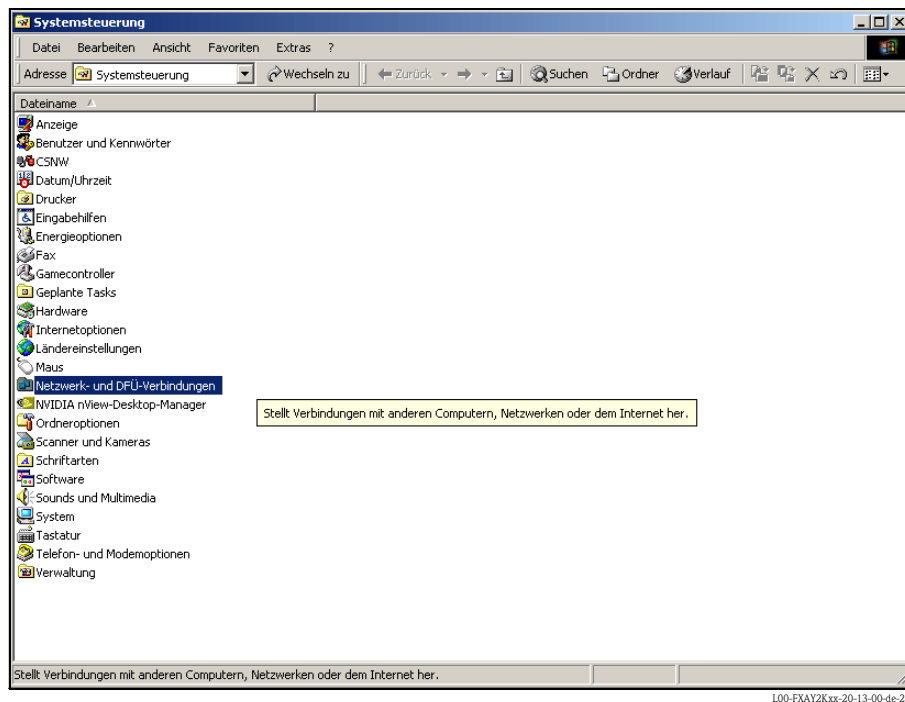 Systemsteuerung
Datei Bearbeiten Ansicht Favoriten Extras ?
Adresse Systemsteuerung Wechseln zu Zurück Suchen Ordner Verlauf
Dateiname
Anzeige
Benutzer und Kennwörter
CSNW
Datum/Uhrzeit
Drucker
Eingabehilfen
Energieoptionen
Fax
Gamecontroller
Geplante Tasks
Hardware
Internetoptionen
Ländereinstellungen
Maus
Netzwerk- und DFÜ-Verbindungen
NVIDIA nView-Desktop-Manager
Stellt Verbindungen mit anderen Computern, Netzwerken oder dem Internet her.
Ordneroptionen
Scanner und Kameras
Schriftarten
Software
Sounds und Multimedia
System
Tastatur
Telefon- und Modemoptionen
Verwaltung
Stellt Verbindungen mit anderen Computern, Netzwerken oder dem Internet her.
L00-FXAY2Kxx-20-13-00-de-2